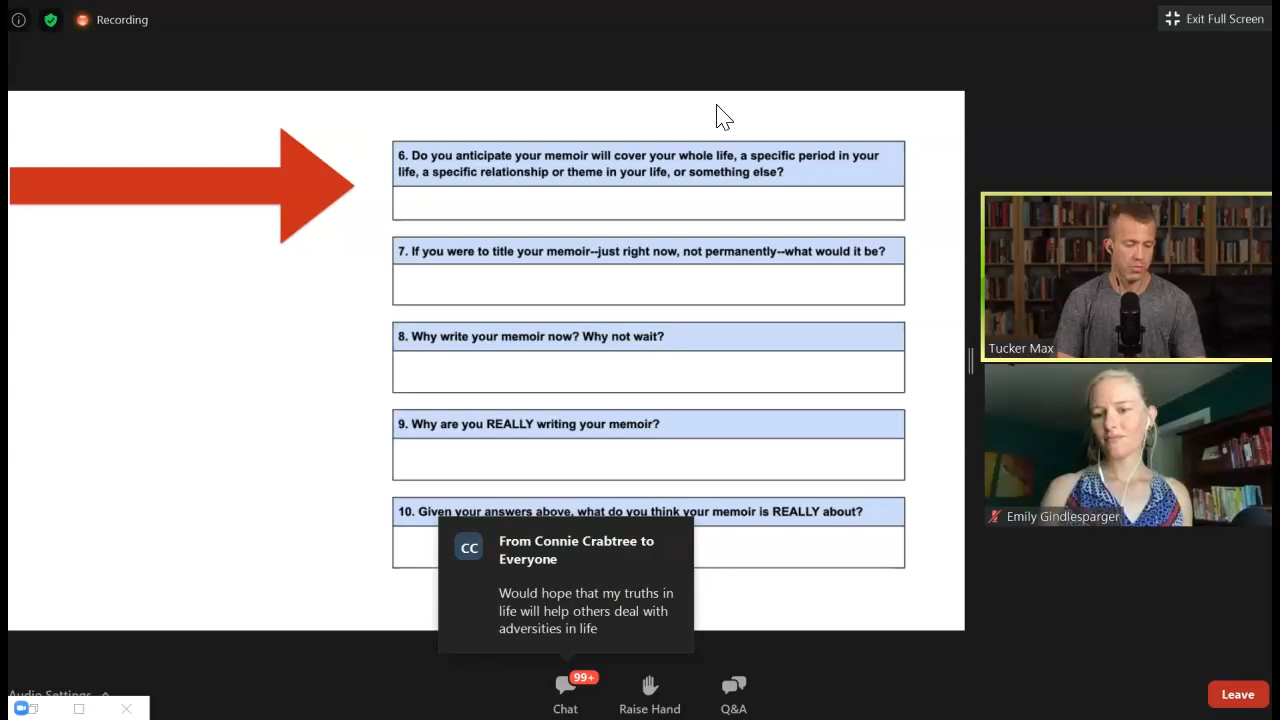 Recording
Exit Full Screen
6. Do you anticipate your memoir will cover your whole life, a specific period in your
life, a specific relationship or theme in your life, or something else?
7. If you were to title your memoir--just right now, not permanently--what would it be?
8. Why write your memoir now? Why not wait?
9. Why are you REALLY writing your memoir?
10. Given your answers above, what do you think your memoir is REALLY about?
Tucker Max
Emily Gindlesparger
CC
From Connie Crabtree to
Everyone
Would hope that my truths in
life will help others deal with
adversities in life
Audio Settings
99+
Chat
Raise Hand
Q&A
Leave